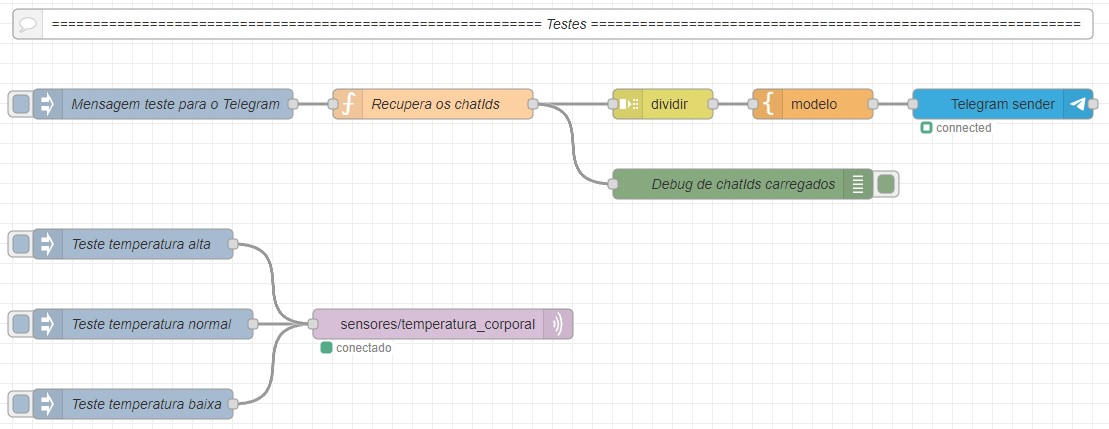 ======================================================== Testes ========================================================
Mensagem teste para o Telegram
Recupera os chatIds
dividir
modelo
Telegram sender
connected
Debug de chatIds carregados
Teste temperatura alta
Teste temperatura normal
sensores/temperatura_corporal
conectado
Teste temperatura baixa